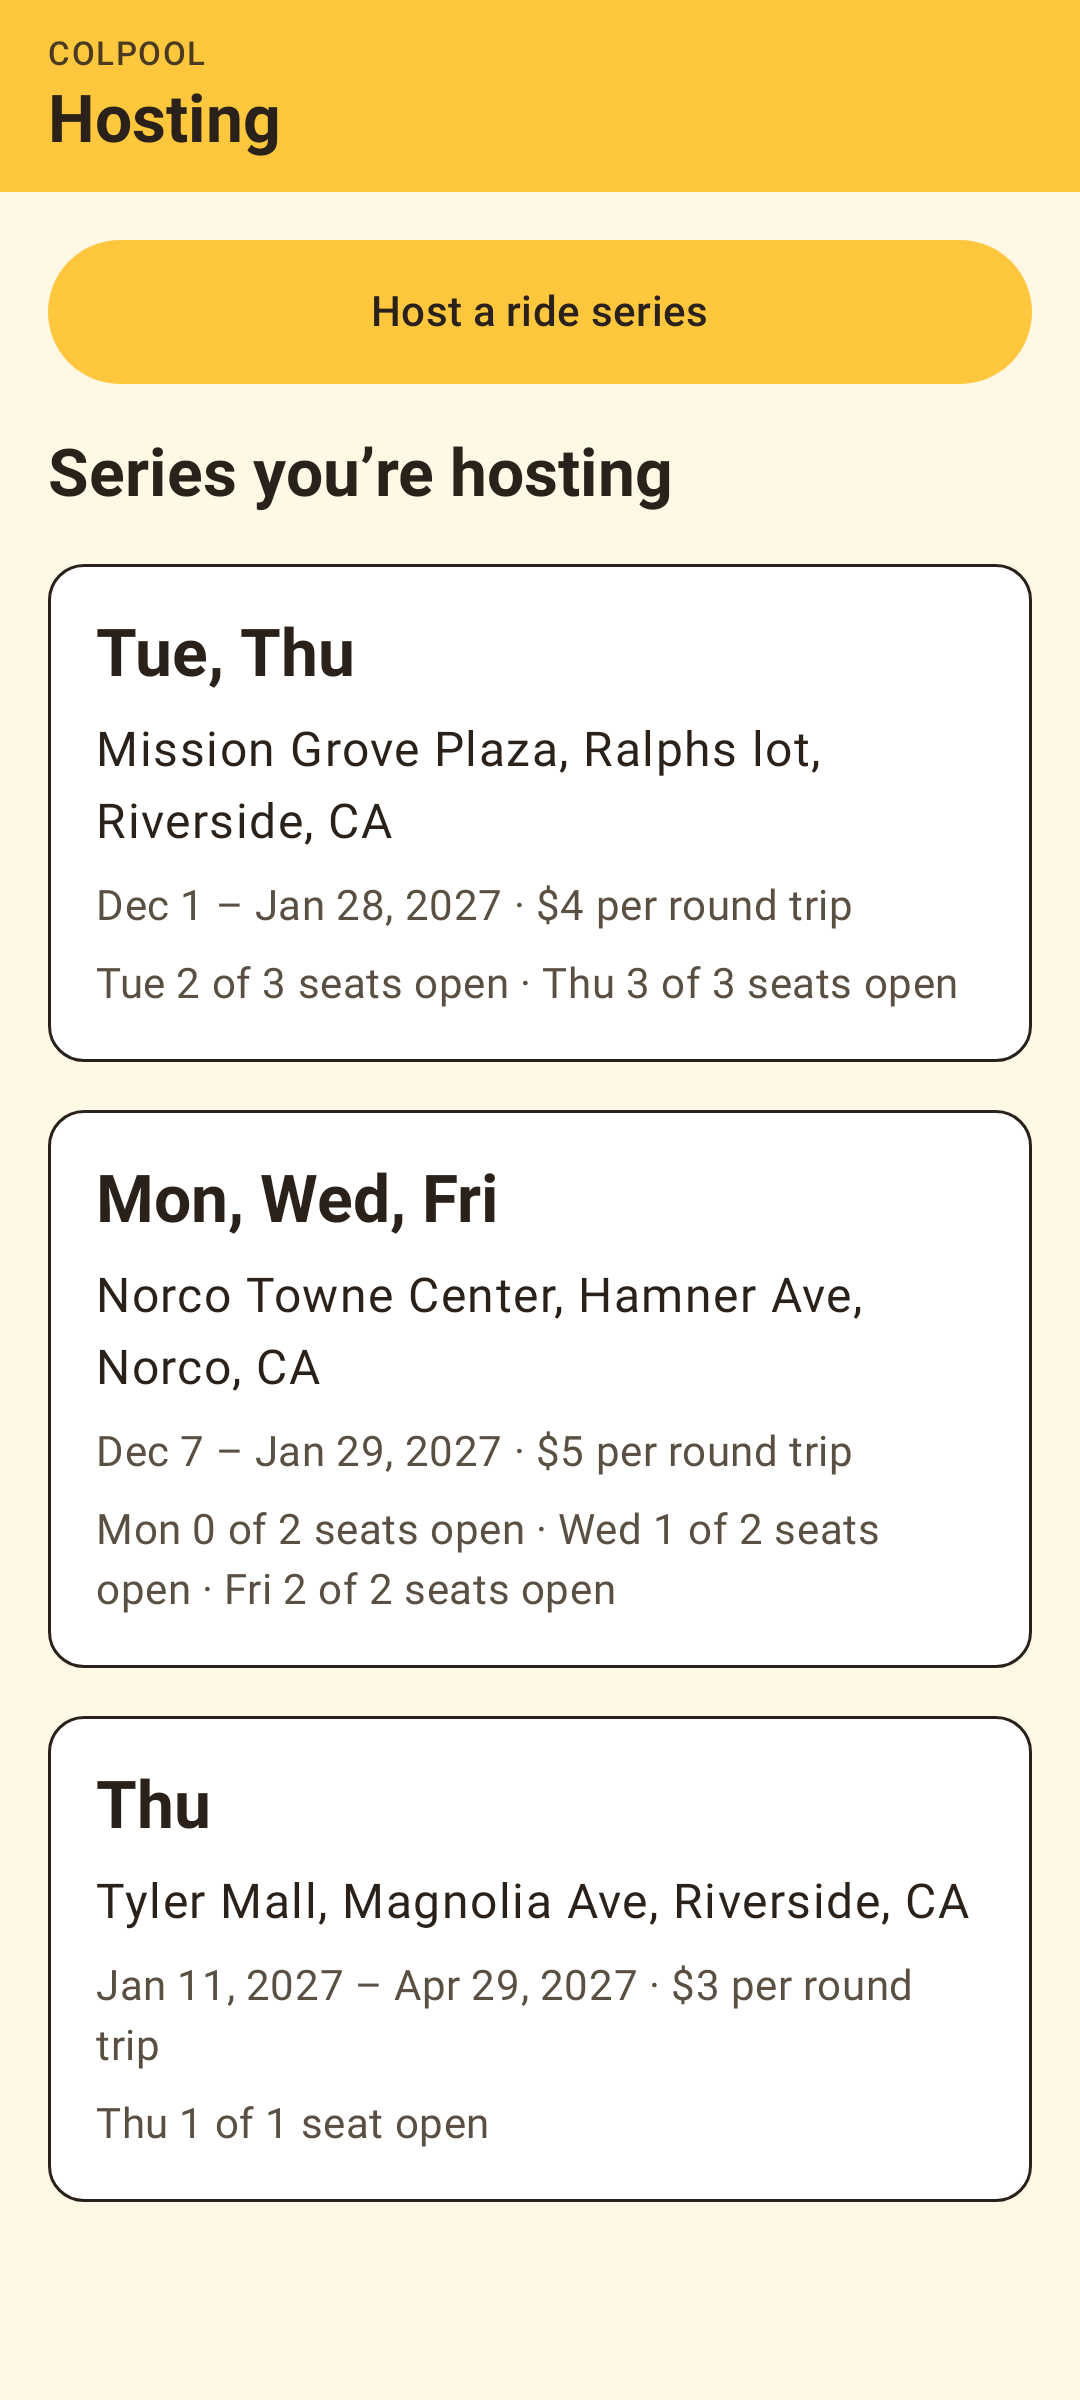 COLPOOL
Hosting
Host a ride series
Series you’re hosting
Tue, Thu
Mission Grove Plaza, Ralphs lot,
Riverside, CA
Dec 1 – Jan 28, 2027 · $4 per round trip
Tue 2 of 3 seats open · Thu 3 of 3 seats open
Mon, Wed, Fri
Norco Towne Center, Hamner Ave,
Norco, CA
Dec 7 – Jan 29, 2027 · $5 per round trip
Mon 0 of 2 seats open · Wed 1 of 2 seats
open · Fri 2 of 2 seats open
Thu
Tyler Mall, Magnolia Ave, Riverside, CA
Jan 11, 2027 – Apr 29, 2027 · $3 per round
trip
Thu 1 of 1 seat open